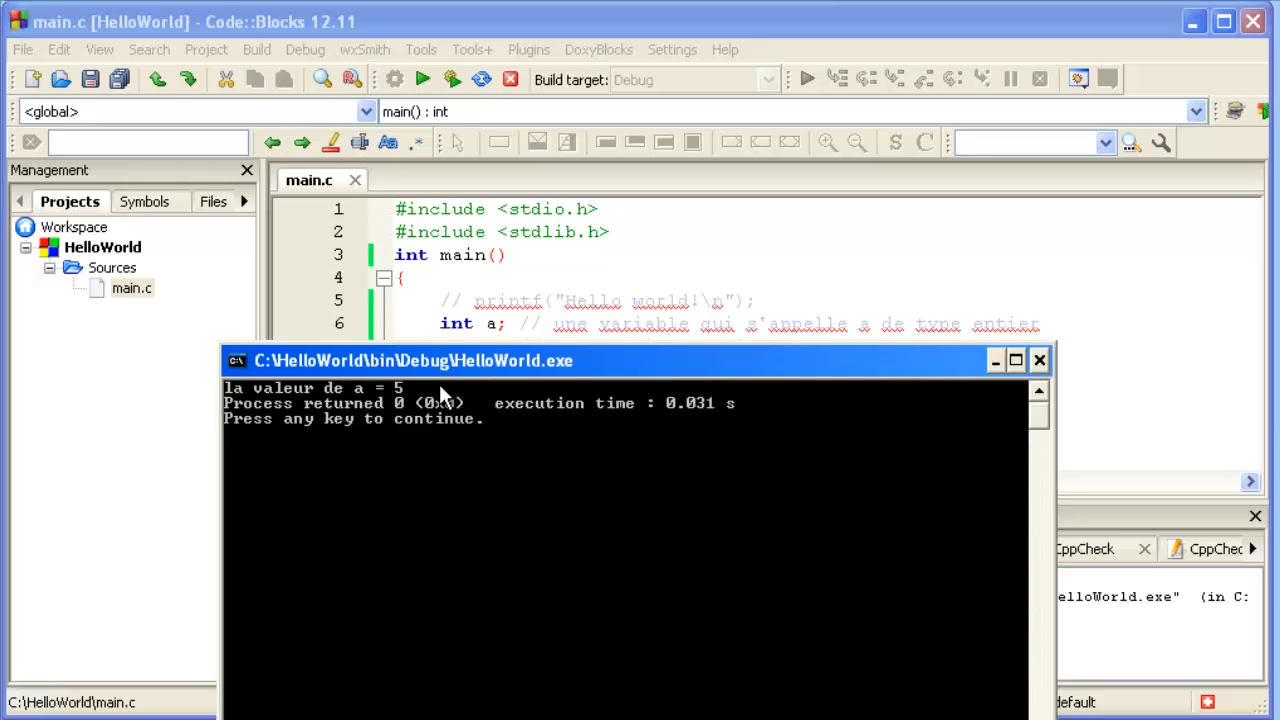 main.c [HelloWorld] - Code::Blocks 12.11
File Edit View Search Project Build Debug wxSmith Tools Tools+ Plugins DoxyBlocks Settings Help
Build target: Debug
<global> main() : int
S C
Management
Projects Symbols Files
Workspace
HelloWorld
Sources
main.c
main.c
1 #include <stdio.h>
2 #include <stdlib.h>
3 int main()
4 {
5 // printf("Hello world!\n");
6 int a; // une variable qui s'appelle a de type entier
C:\HelloWorld\bin\Debug\HelloWorld.exe
la valeur de a = 5
Process returned 0 (0x0) execution time : 0.031 s
Press any key to continue.
CppCheck CppChec
elloWorld.exe" (in C:
C:\HelloWorld\main.c default